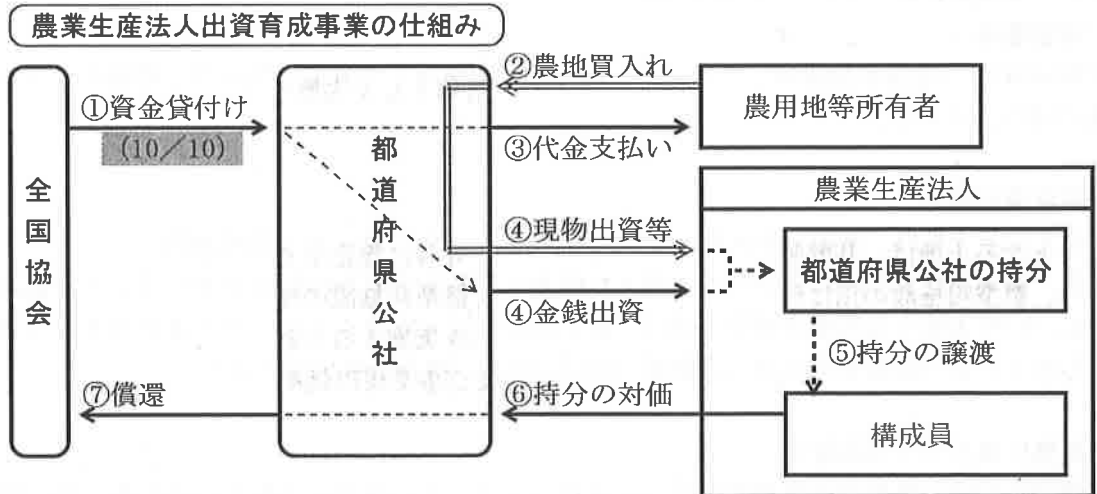 農業生産法人出資育成事業の仕組み
全国協会
①資金貸付け
(10／10)
都道府県公社
②農地買入れ
③代金支払い
農用地等所有者
④現物出資等
④金銭出資
農業生産法人
都道府県公社の持分
⑤持分の譲渡
構成員
⑥持分の対価
⑦償還